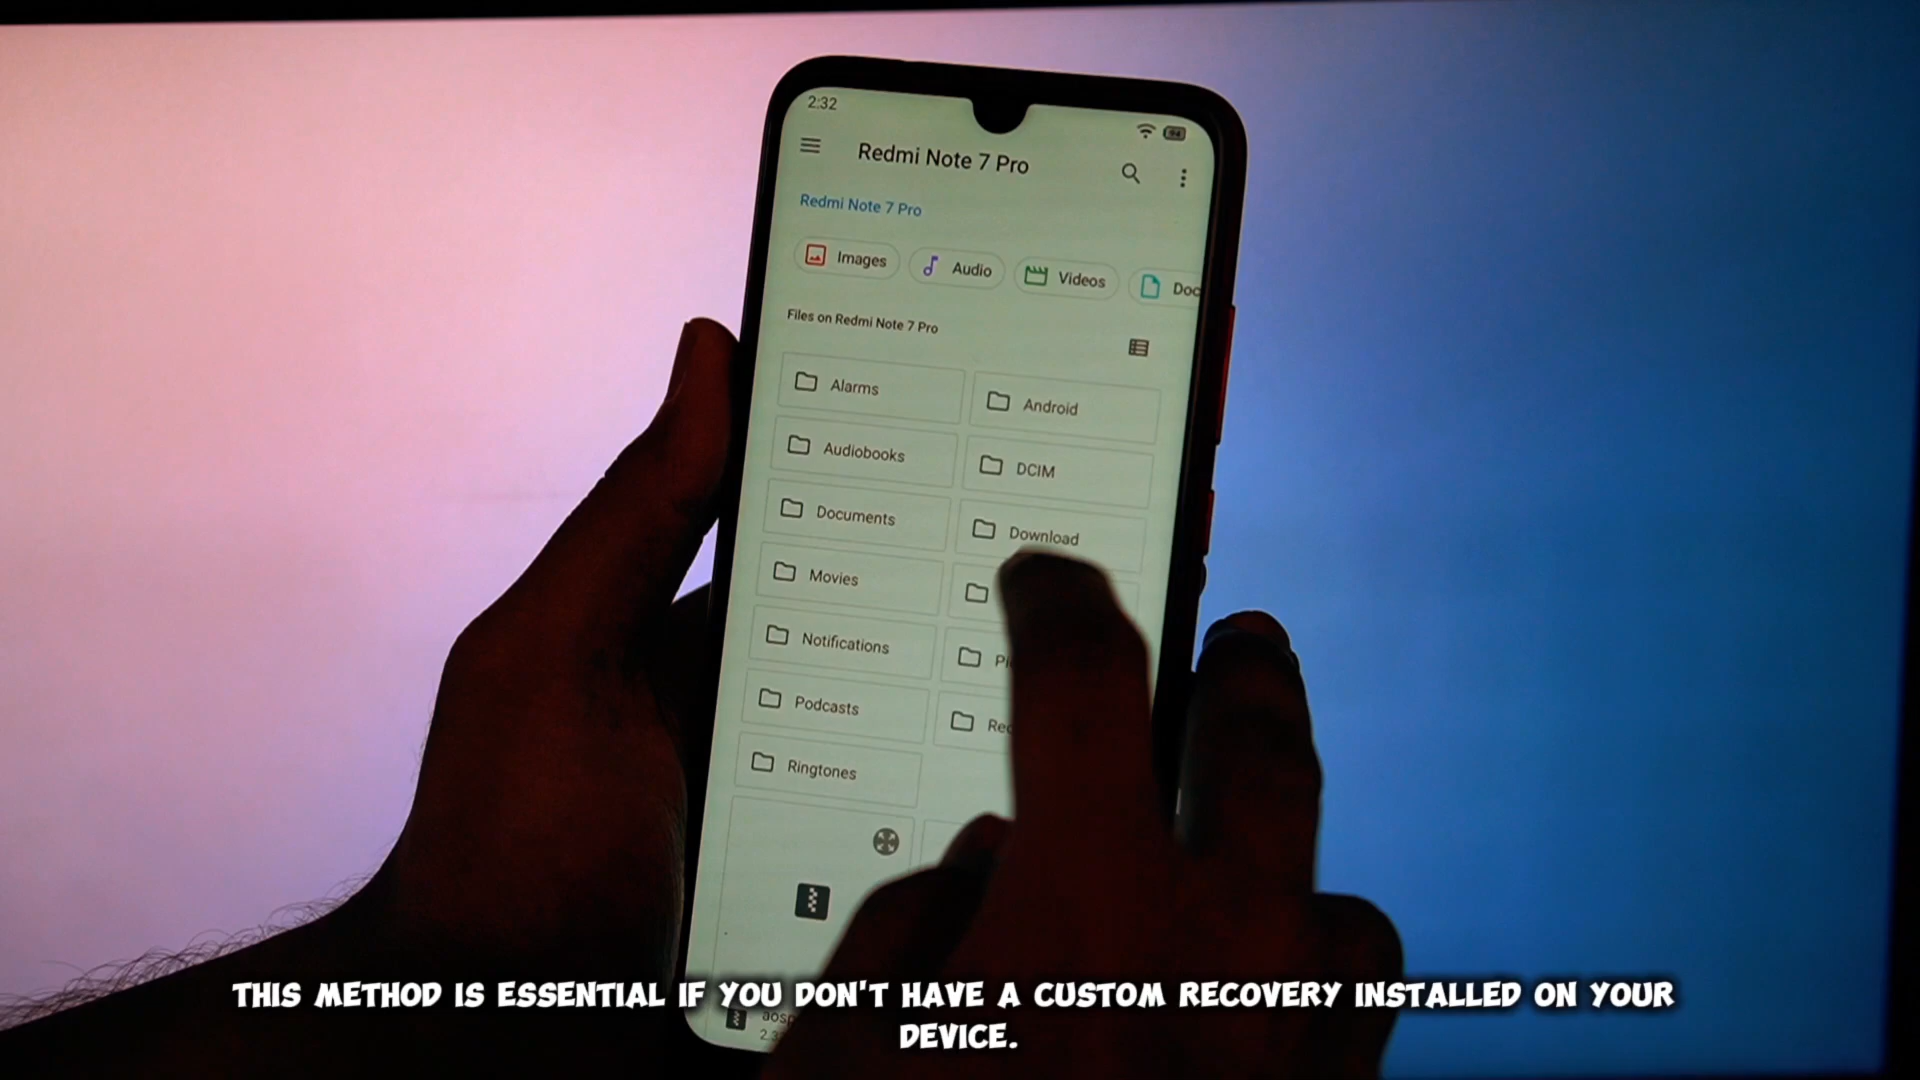 2:32
Redmi Note 7 Pro
Redmi Note 7 Pro
Images Audio Videos Doc
Files on Redmi Note 7 Pro
Alarms Android
Audiobooks DCIM
Documents Download
Movies
Notifications
Podcasts
Ringtones
THIS METHOD IS ESSENTIAL IF YOU DON'T HAVE A CUSTOM RECOVERY INSTALLED ON YOUR
DEVICE.